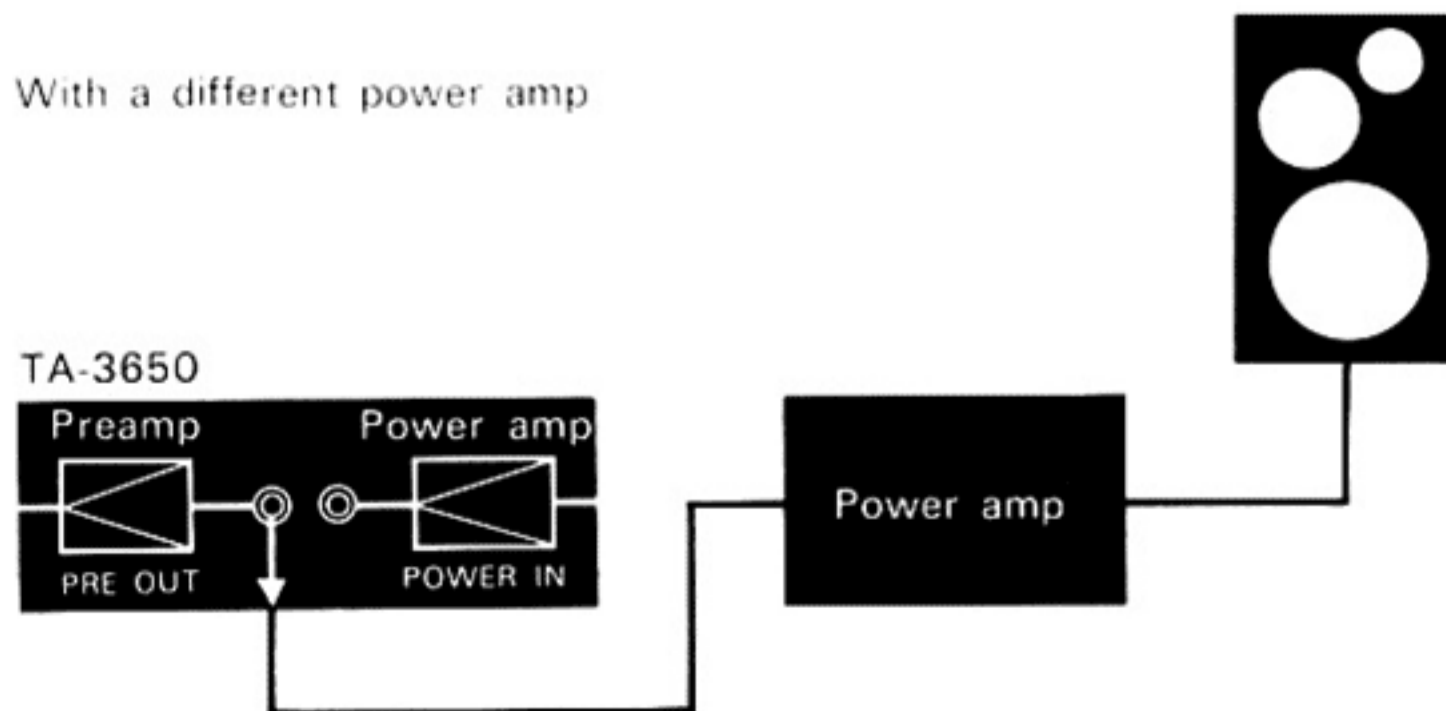 With a different power amp
TA-3650
Preamp
Power amp
PRE OUT
POWER IN
Power amp